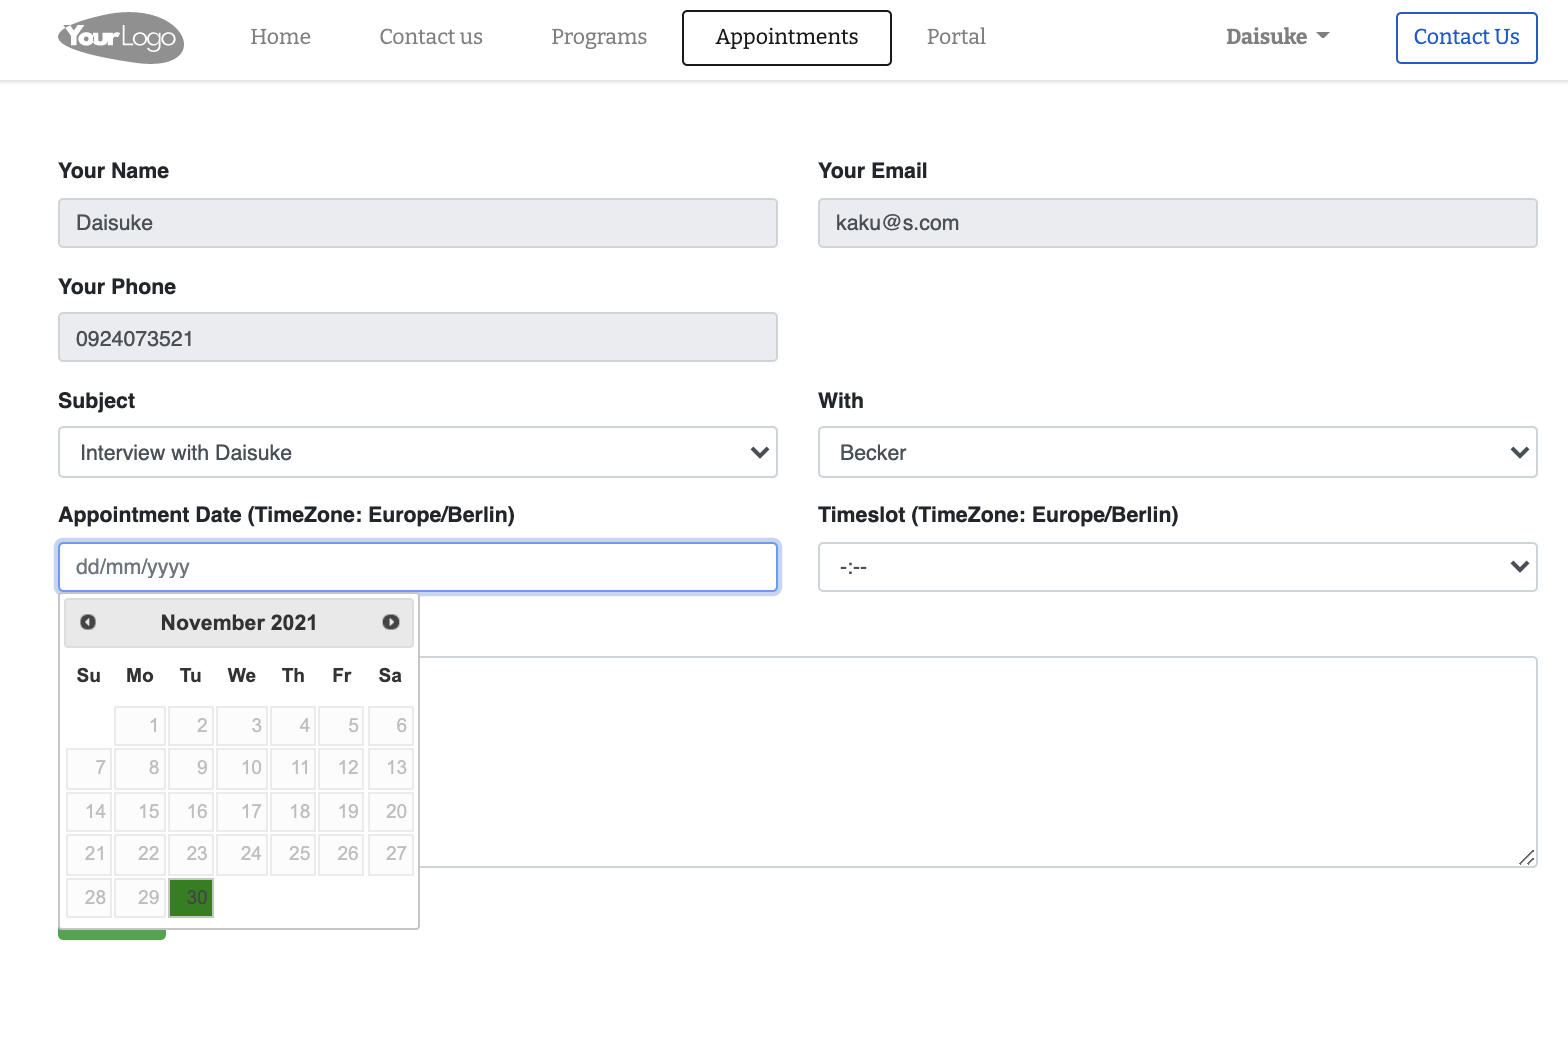 YourLogo Home Contact us Programs Appointments Portal Daisuke Contact Us
Your Name Your Email
Daisuke kaku@s.com
Your Phone
0924073521
Subject With
Interview with Daisuke Becker
Appointment Date (TimeZone: Europe/Berlin) Timeslot (TimeZone: Europe/Berlin)
dd/mm/yyyy -:--
November 2021
Su Mo Tu We Th Fr Sa
1 2 3 4 5 6
7 8 9 10 11 12 13
14 15 16 17 18 19 20
21 22 23 24 25 26 27
28 29 30